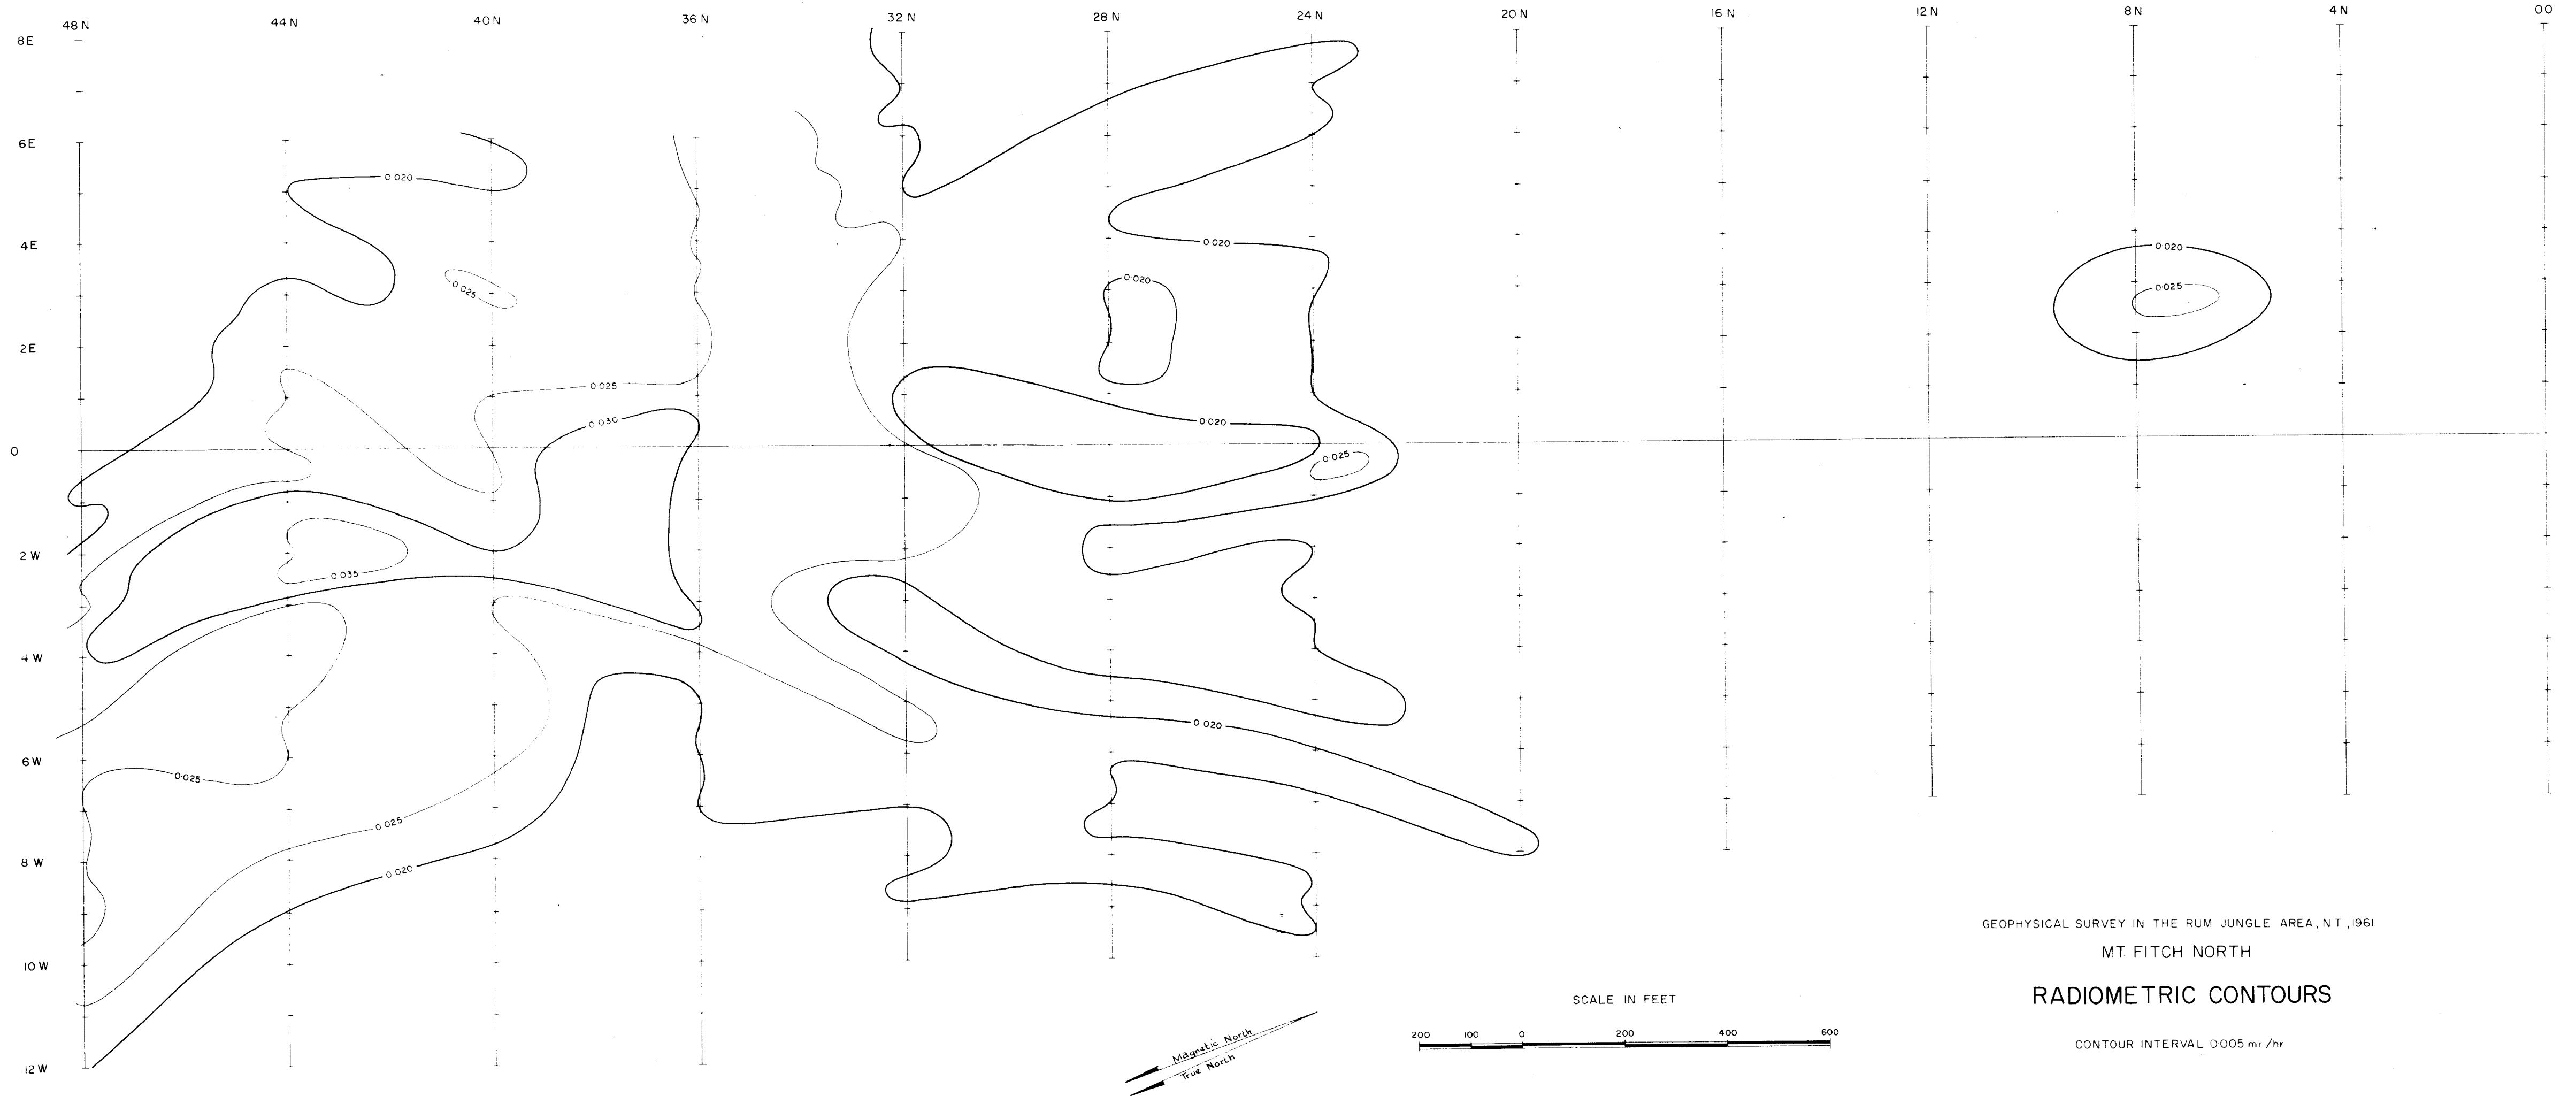 48 N 44 N 40 N 36 N 32 N 28 N 24 N 20 N 16 N 12 N 8 N 4 N 00
8E
6E
0·020
4E
0·020
0·020
0·025
0·020
0·025
2E
0·025
0·030
0·020
0
0·025
2 W
0·035
4 W
0·020
6 W
0·025
0·025
8 W
0·020
10 W
12 W
Magnetic North
True North
SCALE IN FEET
200 100 0 200 400 600
GEOPHYSICAL SURVEY IN THE RUM JUNGLE AREA, N T , 1961
MT. FITCH NORTH
RADIOMETRIC CONTOURS
CONTOUR INTERVAL 0·005 mr /hr